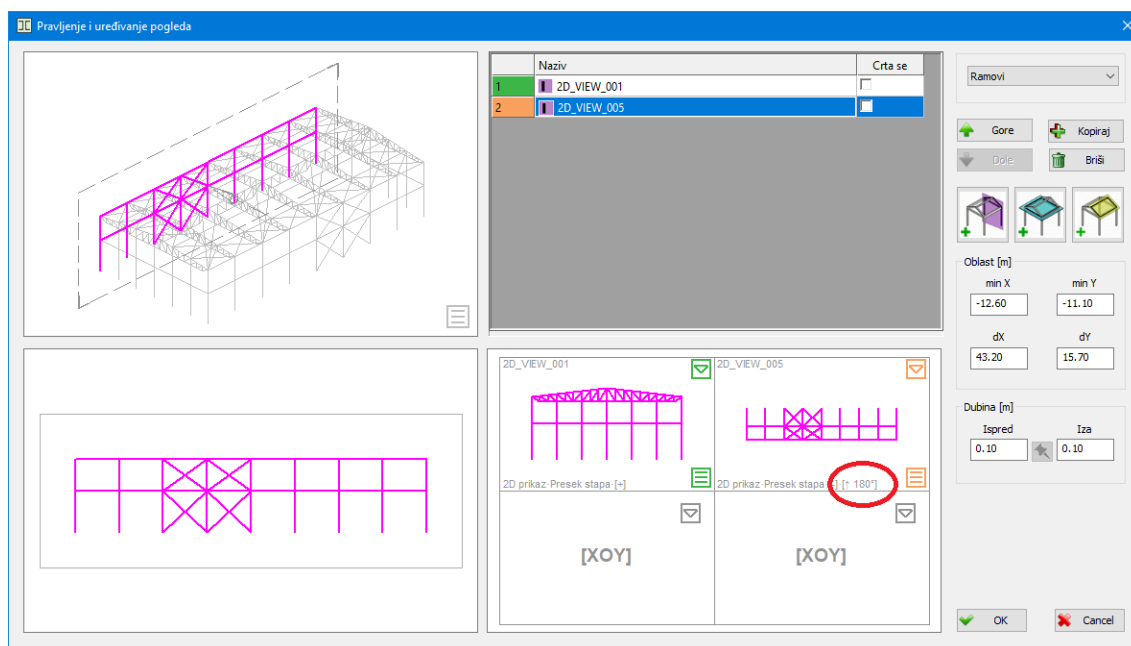 Pravljenje i uređivanje pogleda
Naziv
Crta se
1
2D_VIEW_001
2
2D_VIEW_005
Ramovi
Gore
Kopiraj
Dole
Briši
Oblast [m]
min X
min Y
-12.60
-11.10
dX
dY
43.20
15.70
Dubina [m]
Ispred
Iza
0.10
0.10
2D_VIEW_001
2D_VIEW_005
2D prikaz-Presek stapa-[+]
2D prikaz-Presek stapa [↑ 180°]
[XOY]
[XOY]
OK
Cancel